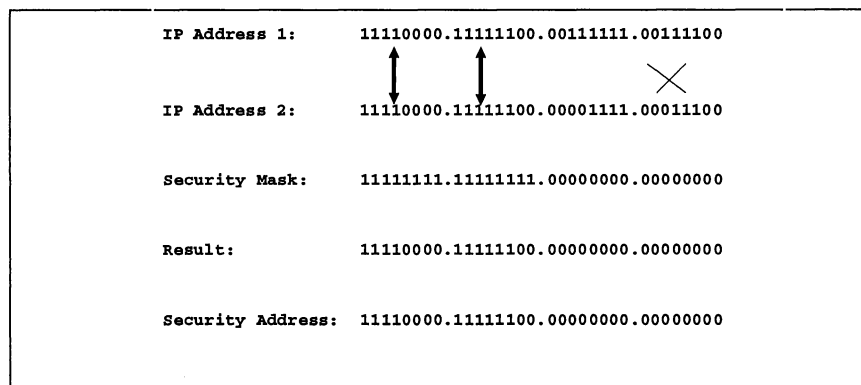 IP Address 1: 11110000.11111100.00111111.00111100
IP Address 2: 11110000.11111100.00001111.00011100
Security Mask: 11111111.11111111.00000000.00000000
Result: 11110000.11111100.00000000.00000000
Security Address: 11110000.11111100.00000000.00000000